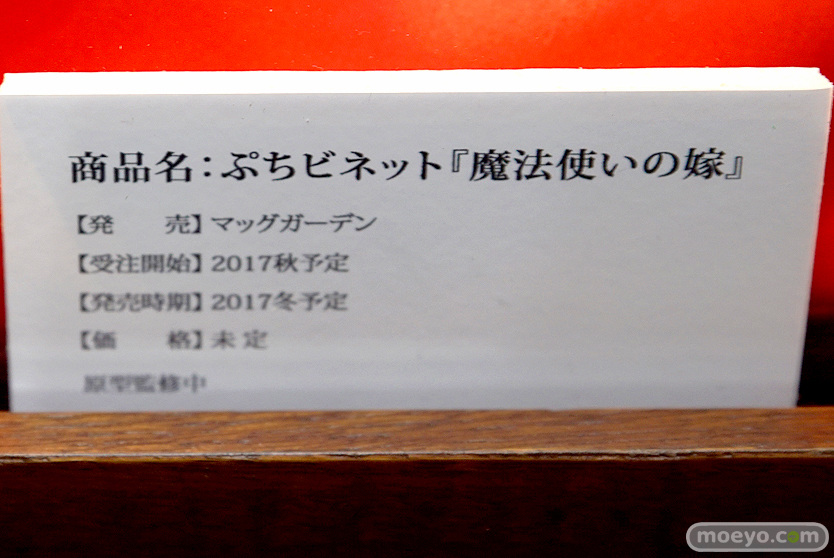 商品名：ぷちビネット『魔法使いの嫁』
【発　　売】マッグガーデン
【受注開始】2017秋予定
【発売時期】2017冬予定
【価　　格】未定
原型監修中
moeyo.com